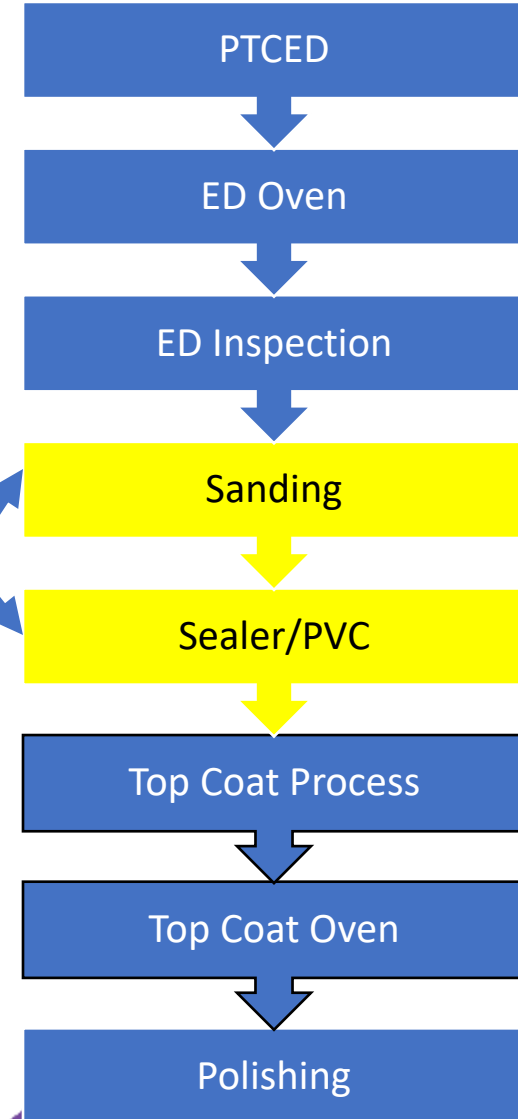 PTCED
ED Oven
ED Inspection
Sanding
Sealer/PVC
Top Coat Process
Top Coat Oven
Polishing